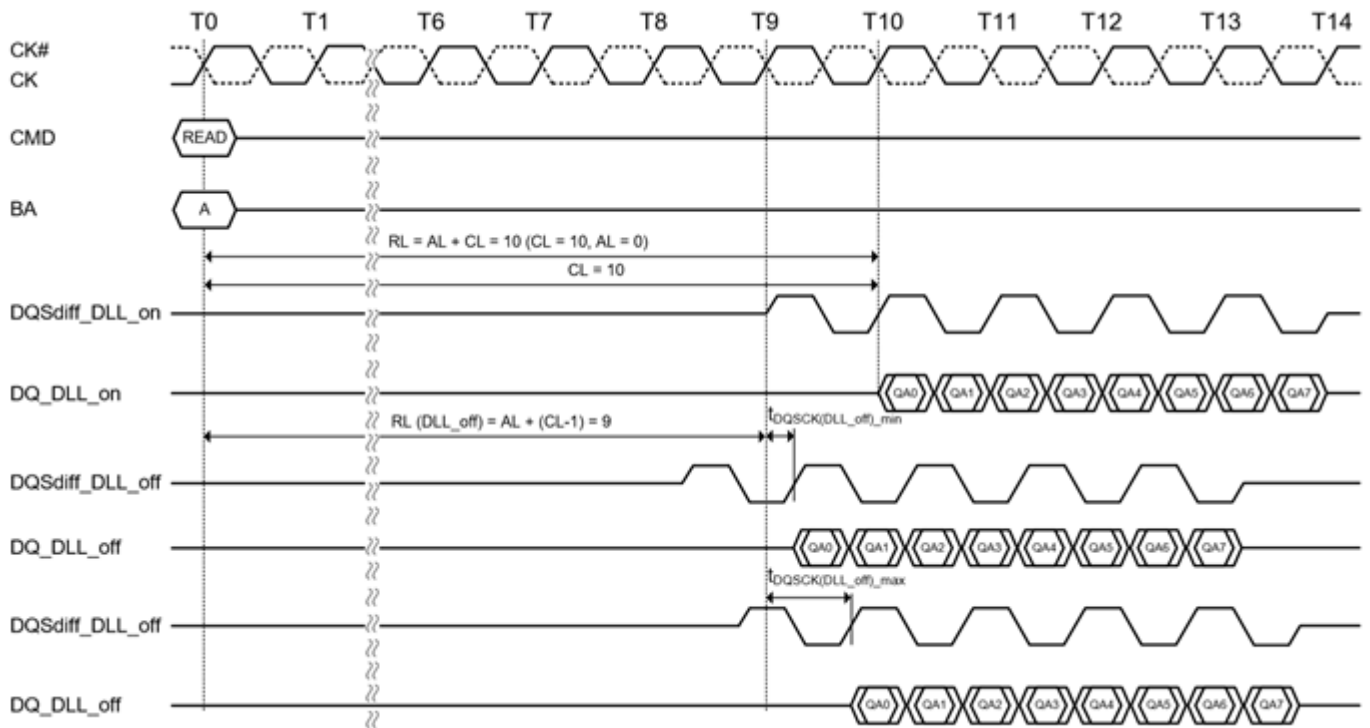 T0 T1 T6 T7 T8 T9 T10 T11 T12 T13 T14
CK#
CK
CMD READ
BA A
RL = AL + CL = 10 (CL = 10, AL = 0)
CL = 10
DQSdiff_DLL_on
DQ_DLL_on QA0 QA1 QA2 QA3 QA4 QA5 QA6 QA7
RL (DLL_off) = AL + (CL-1) = 9 tDQSCK(DLL_off)_min
DQSdiff_DLL_off
DQ_DLL_off QA0 QA1 QA2 QA3 QA4 QA5 QA6 QA7
tDQSCK(DLL_off)_max
DQSdiff_DLL_off
DQ_DLL_off QA0 QA1 QA2 QA3 QA4 QA5 QA6 QA7